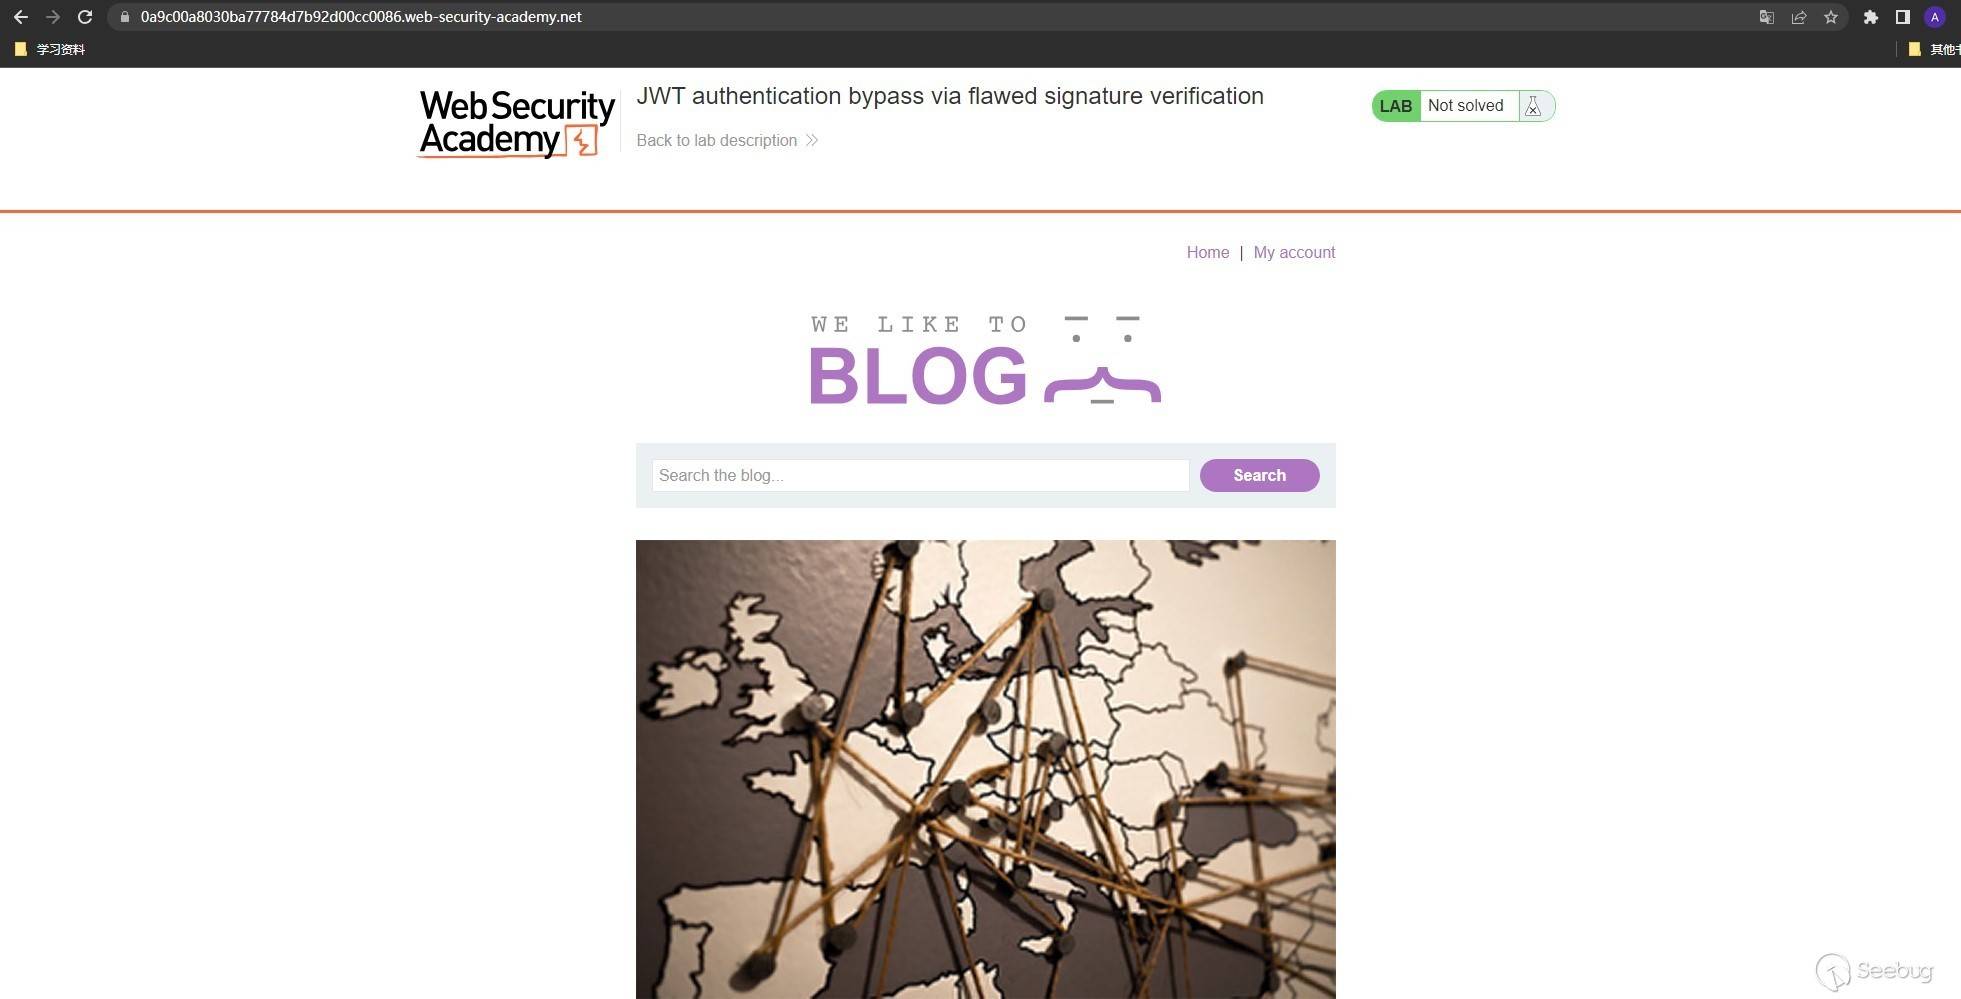 0a9c00a8030ba77784d7b92d00cc0086.web-security-academy.net
A
学习资料
其他
Web Security
Academy
JWT authentication bypass via flawed signature verification
Back to lab description
LAB Not solved
Home | My account
WE LIKE TO
BLOG
Search the blog...
Search
Seebug